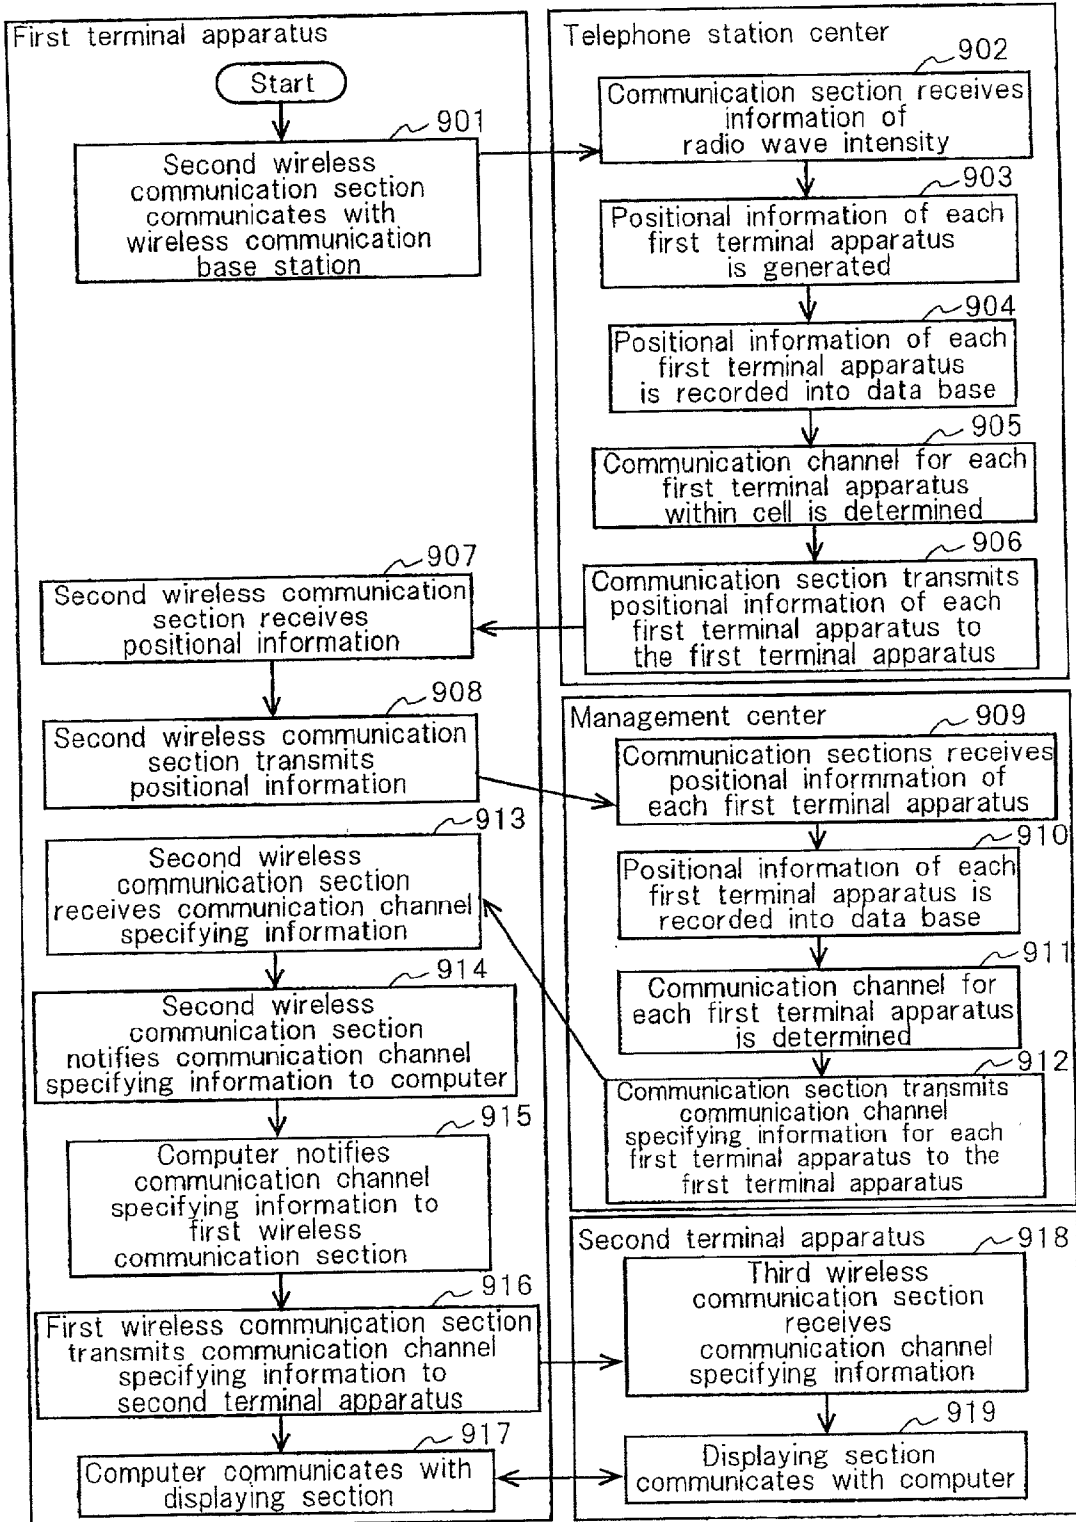 First terminal apparatus
Start
901
Second wireless
communication section
communicates with
wireless communication
base station
Telephone station center
902
Communication section receives
information of
radio wave intensity
903
Positional information of each
first terminal apparatus
is generated
904
Positional information of each
first terminal apparatus
is recorded into data base
905
Communication channel for each
first terminal apparatus
within cell is determined
906
Communication section transmits
positional information of each
first terminal apparatus to
the first terminal apparatus
907
Second wireless communication
section receives
positional information
908
Second wireless communication
section transmits
positional information
Management center
909
Communication sections receives
positional informmation of
each first terminal apparatus
910
Positional information of each
first terminal apparatus is
recorded into data base
911
Communication channel for
each first terminal apparatus
is determined
912
Communication section transmits
communication channel
specifying information for each
first terminal apparatus to the
first terminal apparatus
913
Second wireless
communication section
receives communication channel
specifying information
914
Second wireless
communication section
notifies communication channel
specifying information to computer
915
Computer notifies
communication channel
specifying information to
first wireless
communication section
916
First wireless communication section
transmits communication channel
specifying information to
second terminal apparatus
917
Computer communicates with
displaying section
Second terminal apparatus
918
Third wireless
communication section
receives
communication channel
specifying information
919
Displaying section
communicates with computer